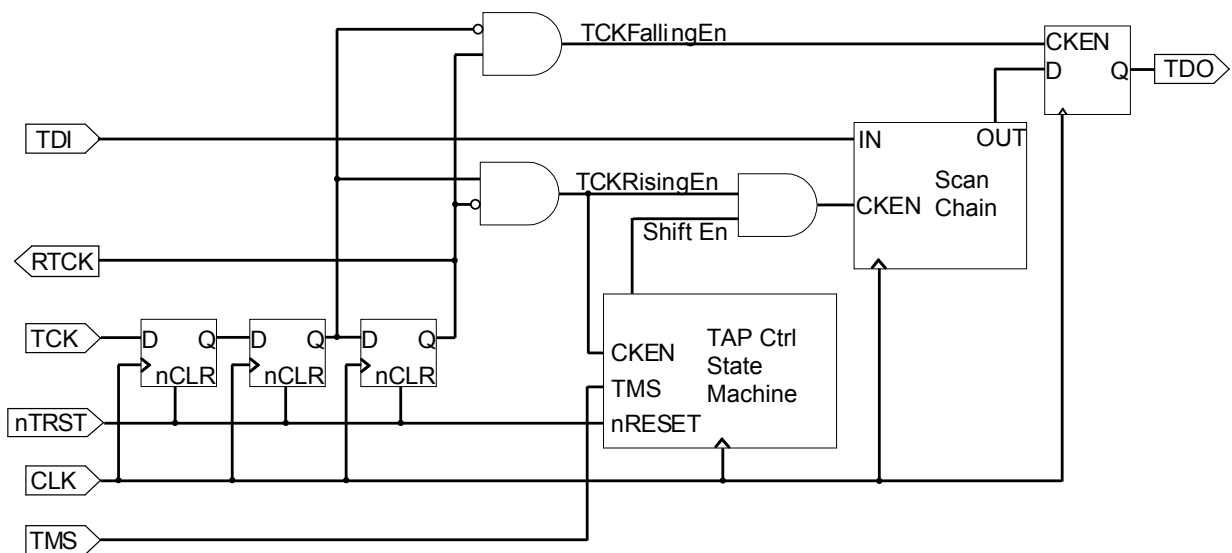 TCKFallingEn
CKEN
D Q
TDO
TDI
IN OUT
TCKRisingEn
Scan
Chain
CKEN
Shift En
RTCK
TCK
D Q D Q D Q
nCLR nCLR nCLR
CKEN
TAP Ctrl
State
Machine
TMS
nRESET
nTRST
CLK
TMS